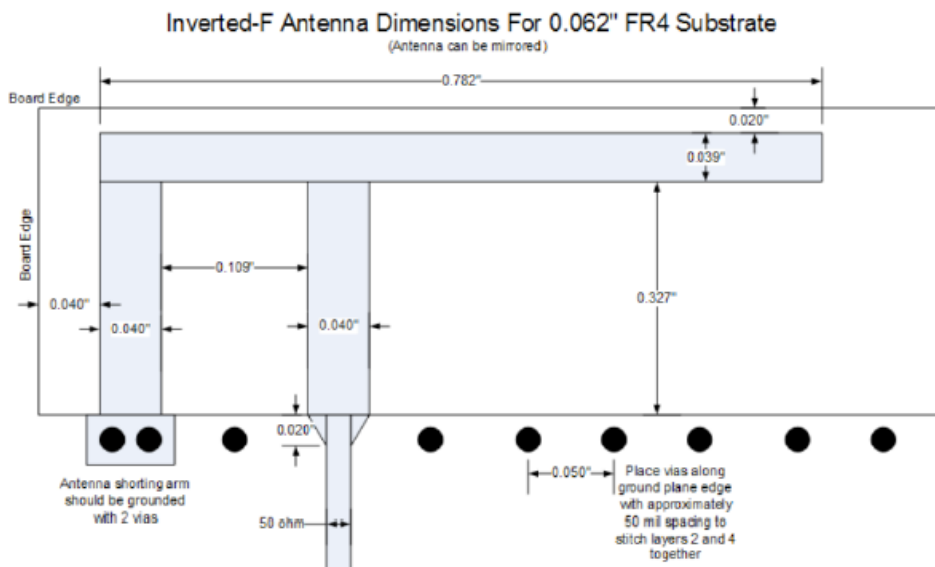 Inverted-F Antenna Dimensions For 0.062" FR4 Substrate
(Antenna can be mirrored)
0.782"
Board Edge
0.020"
0.039"
Board Edge
0.109"
0.040"
0.327"
0.040"
0.040"
0.020"
0.050"
Antenna shorting arm
should be grounded
with 2 vias
50 ohm
Place vias along
ground plane edge
with approximately
50 mil spacing to
stitch layers 2 and 4
together